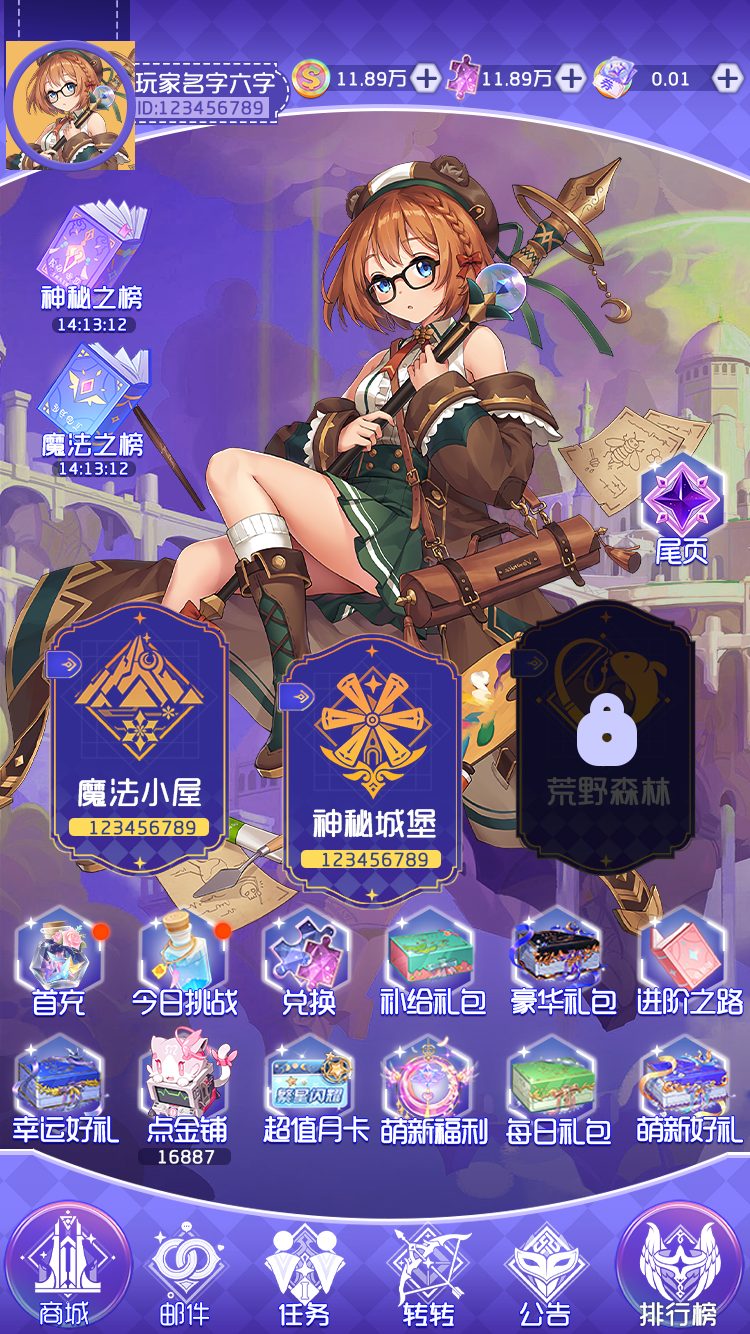 玩家名字六字
ID:123456789
11.89万
11.89万
0.01
神秘之榜
14:13:12
魔法之榜
14:13:12
尾页
魔法小屋
123456789
神秘城堡
123456789
荒野森林
首充
今日挑战
兑换
补给礼包
豪华礼包
进阶之路
幸运好礼
点金铺
16887
繁星闪耀
超值月卡
萌新福利
每日礼包
萌新好礼
商城
邮件
任务
转转
公告
排行榜